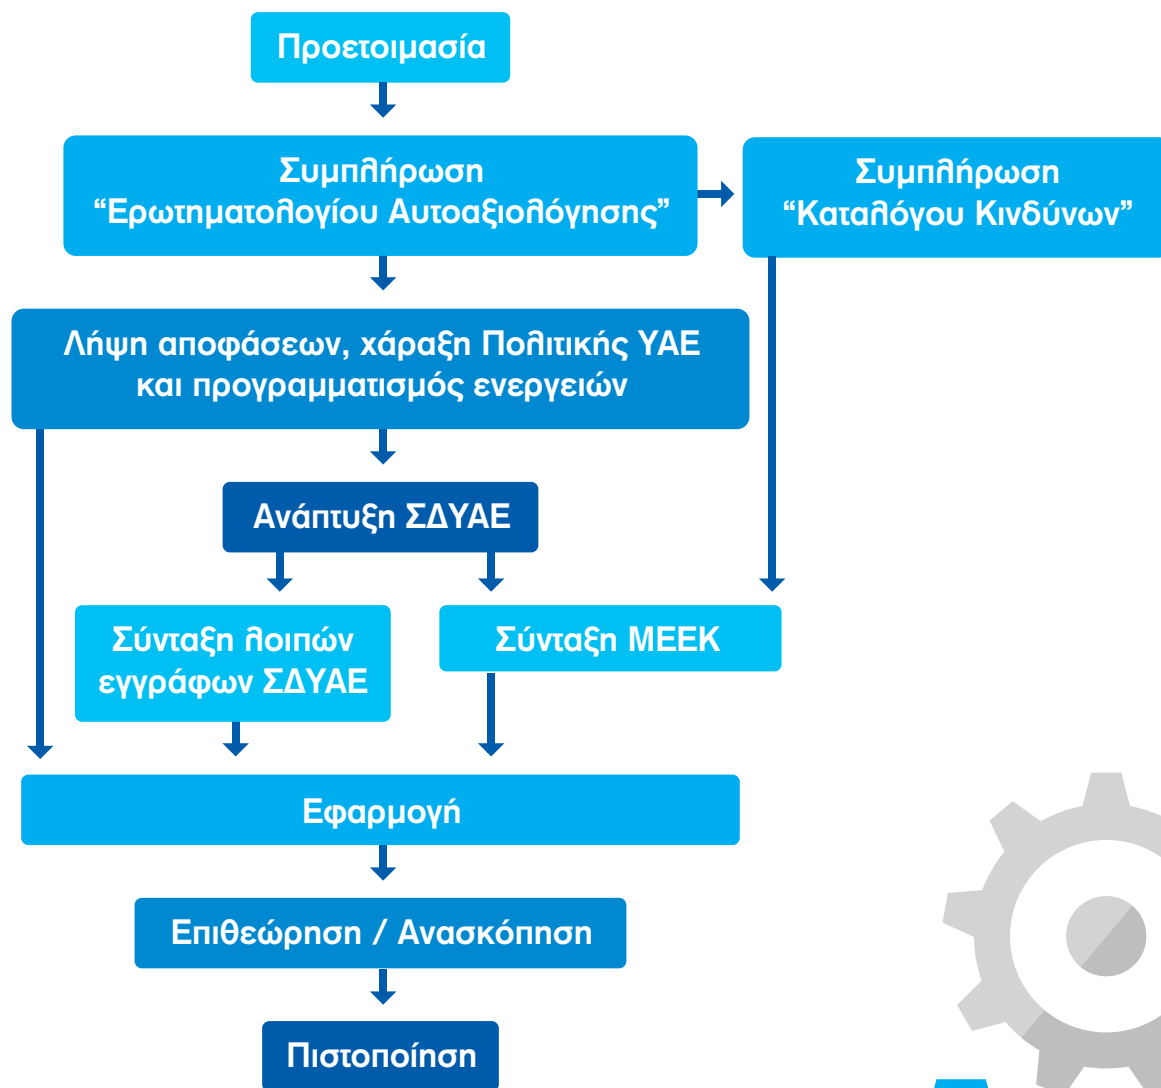 Προετοιμασία
Συμπλήρωση
“Ερωτηματολογίου Αυτοαξιολόγησης”
Συμπλήρωση
“Καταλόγου Κινδύνων”
Λήψη αποφάσεων, χάραξη Πολιτικής ΥΑΕ
και προγραμματισμός ενεργειών
Ανάπτυξη ΣΔΥΑΕ
Σύνταξη λοιπών
εγγράφων ΣΔΥΑΕ
Σύνταξη ΜΕΕΚ
Εφαρμογή
Επιθεώρηση / Ανασκόπηση
Πιστοποίηση